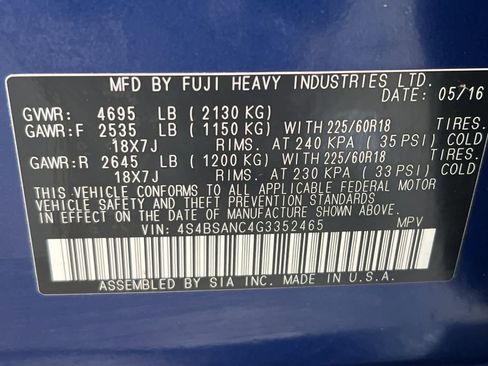 MFD BY FUJI HEAVY INDUSTRIES LTD.
DATE: 05/16
GVWR: 4695 LB (2130 KG)
GAWR:F 2535 LB (1150 KG) WITH 225/60R18 TIRES.
18X7J RIMS. AT 240 KPA (35 PSI) COLD
GAWR:R 2645 LB (1200 KG) WITH 225/60R18 TIRES.
18X7J RIMS. AT 230 KPA (33 PSI) COLD
THIS VEHICLE CONFORMS TO ALL APPLICABLE FEDERAL MOTOR
VEHICLE SAFETY AND THEFT PREVENTION STANDARDS IN
EFFECT ON THE DATE OF MANUFACTURE SHOWN ABOVE.
VIN: 4S4BSANC4G3352465 MPV
ASSEMBLED BY SIA INC. MADE IN U.S.A.